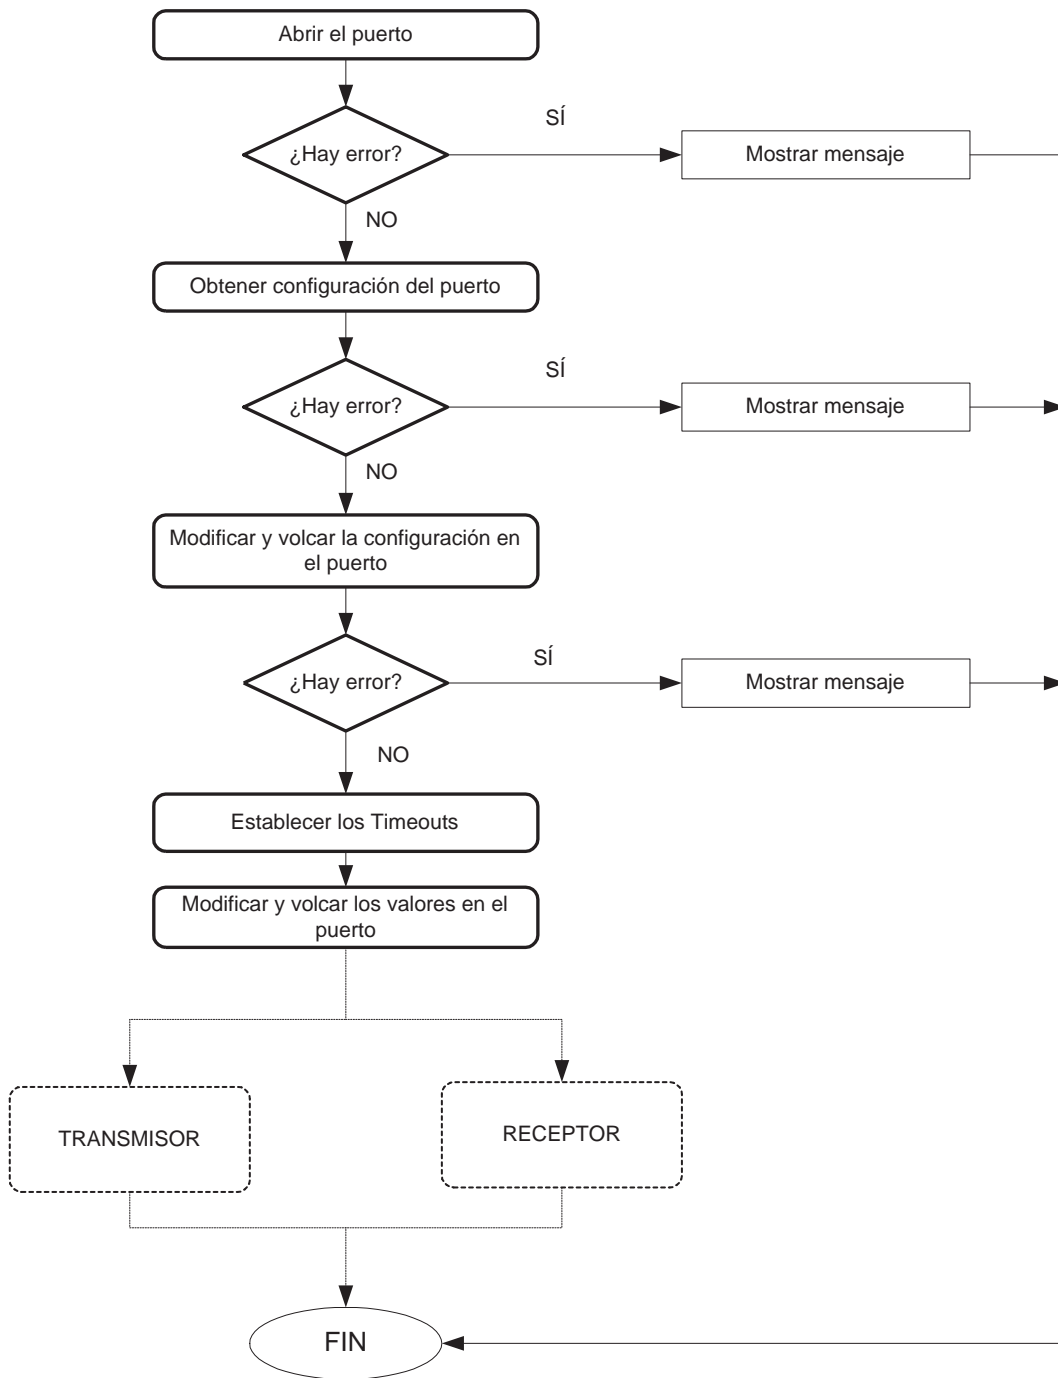 Abrir el puerto
SÍ
¿Hay error?
Mostrar mensaje
NO
Obtener configuración del puerto
SÍ
¿Hay error?
Mostrar mensaje
NO
Modificar y volcar la configuración en
el puerto
SÍ
¿Hay error?
Mostrar mensaje
NO
Establecer los Timeouts
Modificar y volcar los valores en el
puerto
TRANSMISOR
RECEPTOR
FIN